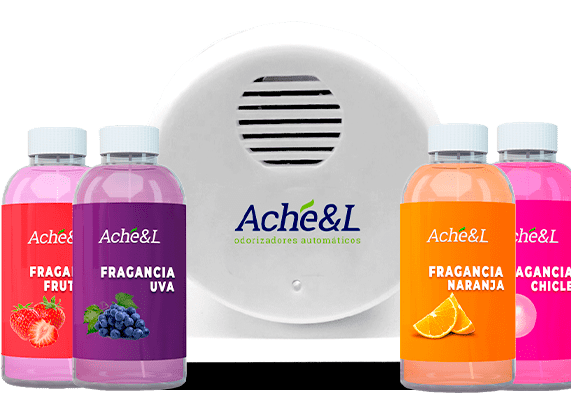 Aché&L
odorizadores automáticos
Aché&
FRAGAN
FRUT
Aché&L
FRAGANCIA
UVA
Aché&L
FRAGANCIA
NARANJA
ché&L
AGANCIA
CHICLE